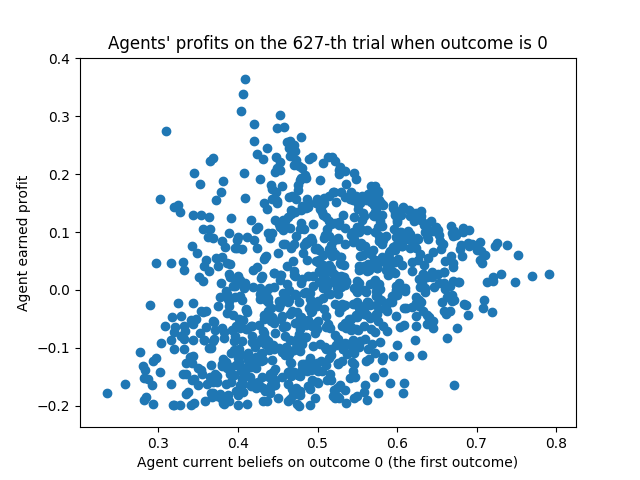 Agents' profits on the 627-th trial when outcome is 0
0.4
0.3
0.2
0.1
0.0
−0.1
−0.2
Agent earned profit
0.3 0.4 0.5 0.6 0.7 0.8
Agent current beliefs on outcome 0 (the first outcome)